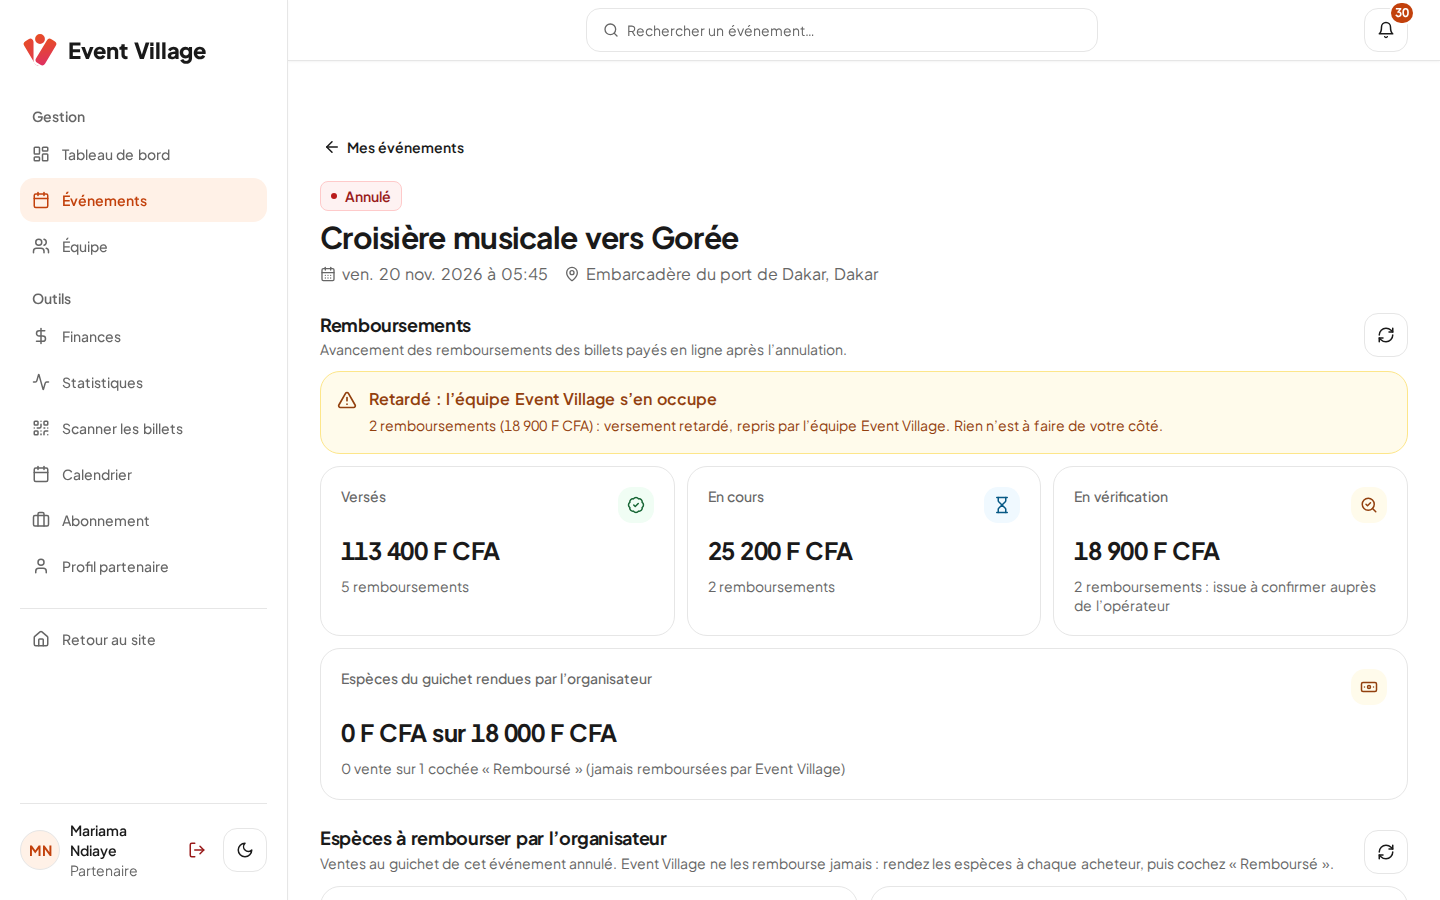 Event Village
Rechercher un événement…
30
Gestion
Tableau de bord
Événements
Équipe
Outils
Finances
Statistiques
Scanner les billets
Calendrier
Abonnement
Profil partenaire
Retour au site
MN
Mariama Ndiaye
Partenaire
Mes événements
Annulé
Croisière musicale vers Gorée
ven. 20 nov. 2026 à 05:45
Embarcadère du port de Dakar, Dakar
Remboursements
Avancement des remboursements des billets payés en ligne après l’annulation.
Retardé : l’équipe Event Village s’en occupe
2 remboursements (18 900 F CFA) : versement retardé, repris par l’équipe Event Village. Rien n’est à faire de votre côté.
Versés
113 400 F CFA
5 remboursements
En cours
25 200 F CFA
2 remboursements
En vérification
18 900 F CFA
2 remboursements : issue à confirmer auprès
de l’opérateur
Espèces du guichet rendues par l’organisateur
0 F CFA sur 18 000 F CFA
0 vente sur 1 cochée « Remboursé » (jamais remboursées par Event Village)
Espèces à rembourser par l’organisateur
Ventes au guichet de cet événement annulé. Event Village ne les rembourse jamais : rendez les espèces à chaque acheteur, puis cochez « Remboursé ».